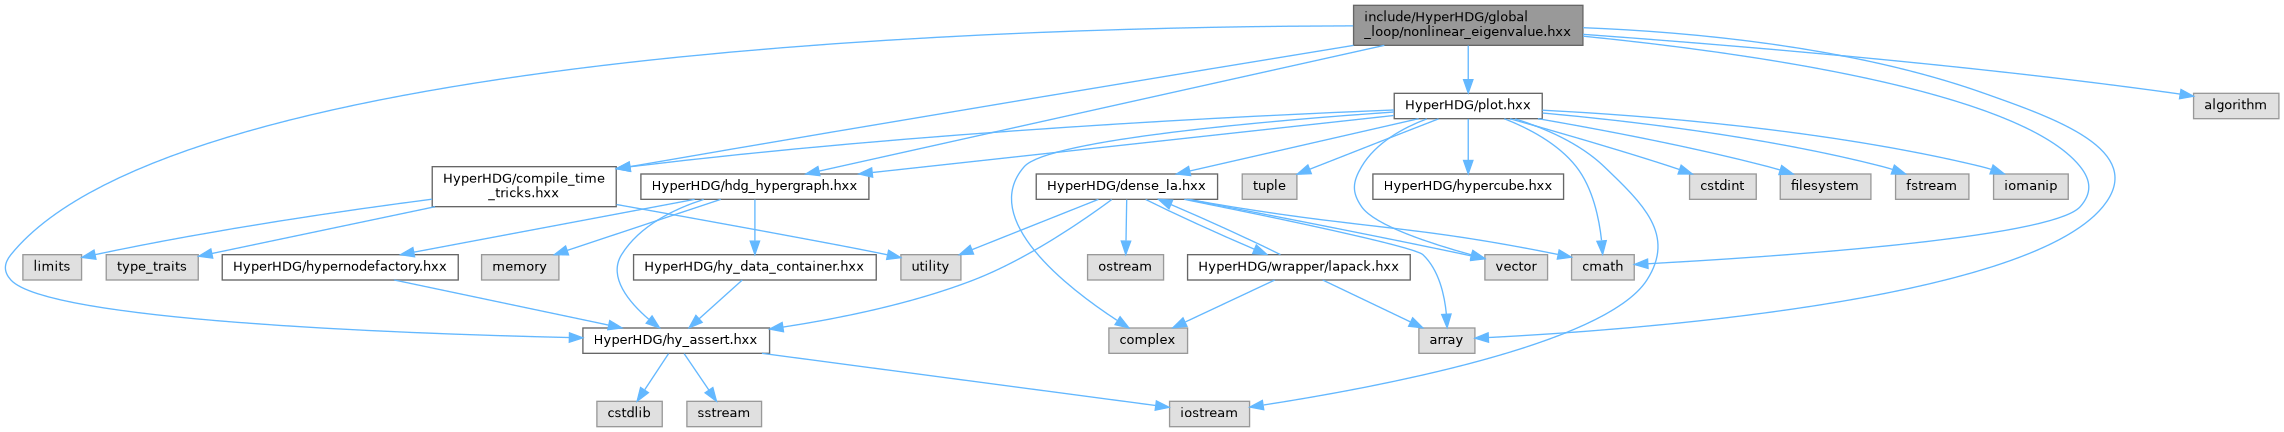 include/HyperHDG/global
_loop/nonlinear_eigenvalue.hxx
HyperHDG/plot.hxx
algorithm
HyperHDG/compile_time
_tricks.hxx
HyperHDG/hdg_hypergraph.hxx
HyperHDG/dense_la.hxx
tuple
HyperHDG/hypercube.hxx
cstdint
filesystem
fstream
iomanip
limits
type_traits
HyperHDG/hypernodefactory.hxx
memory
HyperHDG/hy_data_container.hxx
utility
ostream
HyperHDG/wrapper/lapack.hxx
vector
cmath
HyperHDG/hy_assert.hxx
complex
array
cstdlib
sstream
iostream